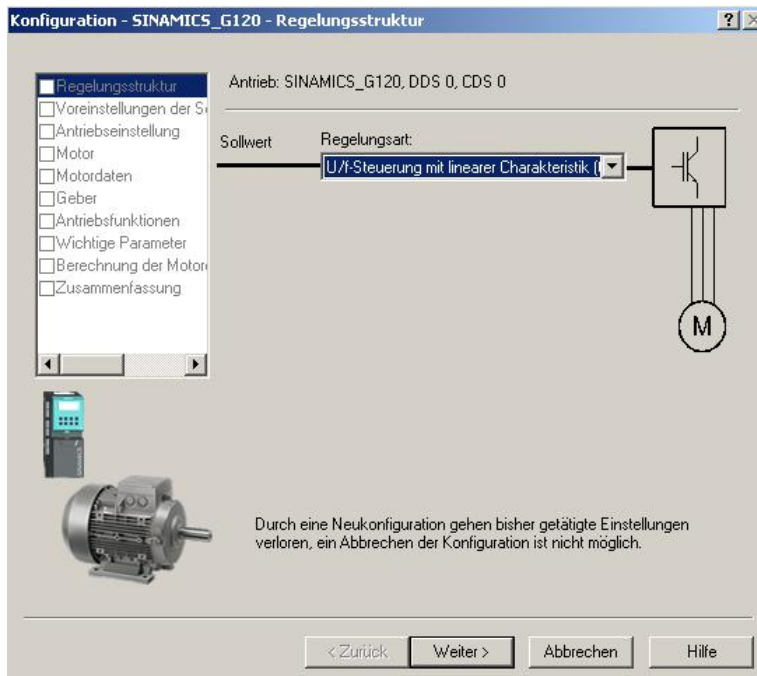 Konfiguration - SINAMICS_G120 - Regelungsstruktur
Regelungsstruktur
Voreinstellungen der S
Antriebseinstellung
Motor
Motordaten
Geber
Antriebsfunktionen
Wichtige Parameter
Berechnung der Motor
Zusammenfassung
Antrieb: SINAMICS_G120, DDS 0, CDS 0
Sollwert
Regelungsart:
U/f-Steuerung mit linearer Charakteristik (
M
Durch eine Neukonfiguration gehen bisher getätigte Einstellungen
verloren, ein Abbrechen der Konfiguration ist nicht möglich.
< Zurück
Weiter >
Abbrechen
Hilfe